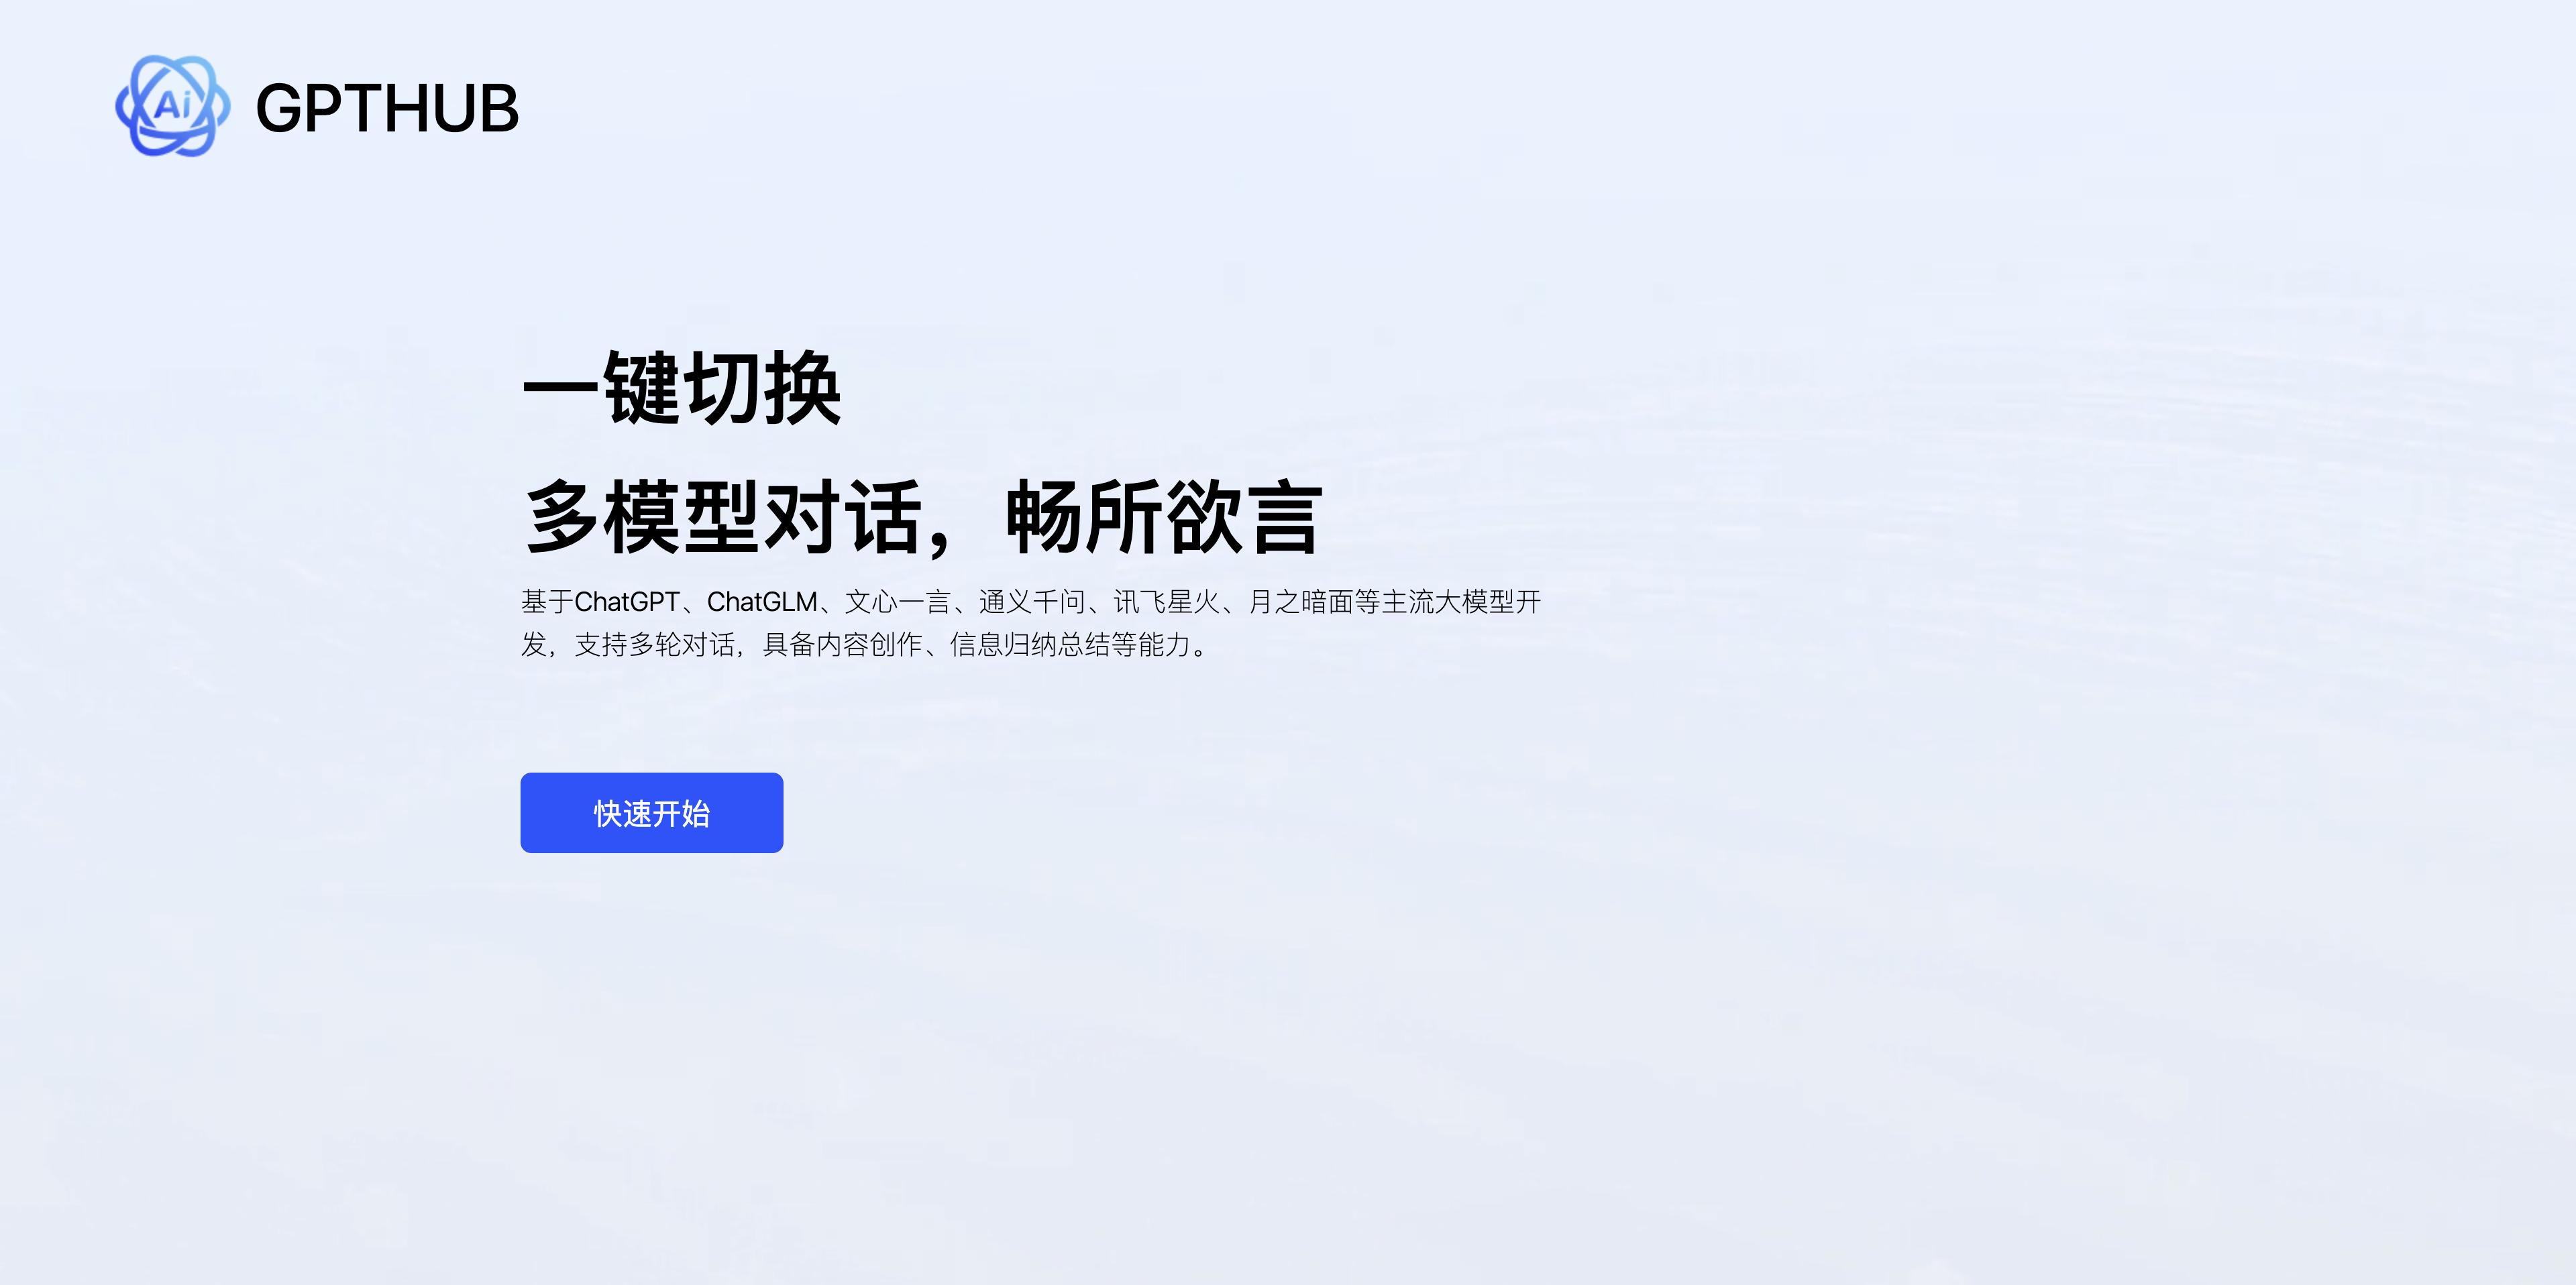 Ai
GPTHUB
一键切换
多模型对话，畅所欲言
基于ChatGPT、ChatGLM、文心一言、通义千问、讯飞星火、月之暗面等主流大模型开
发，支持多轮对话，具备内容创作、信息归纳总结等能力。
快速开始